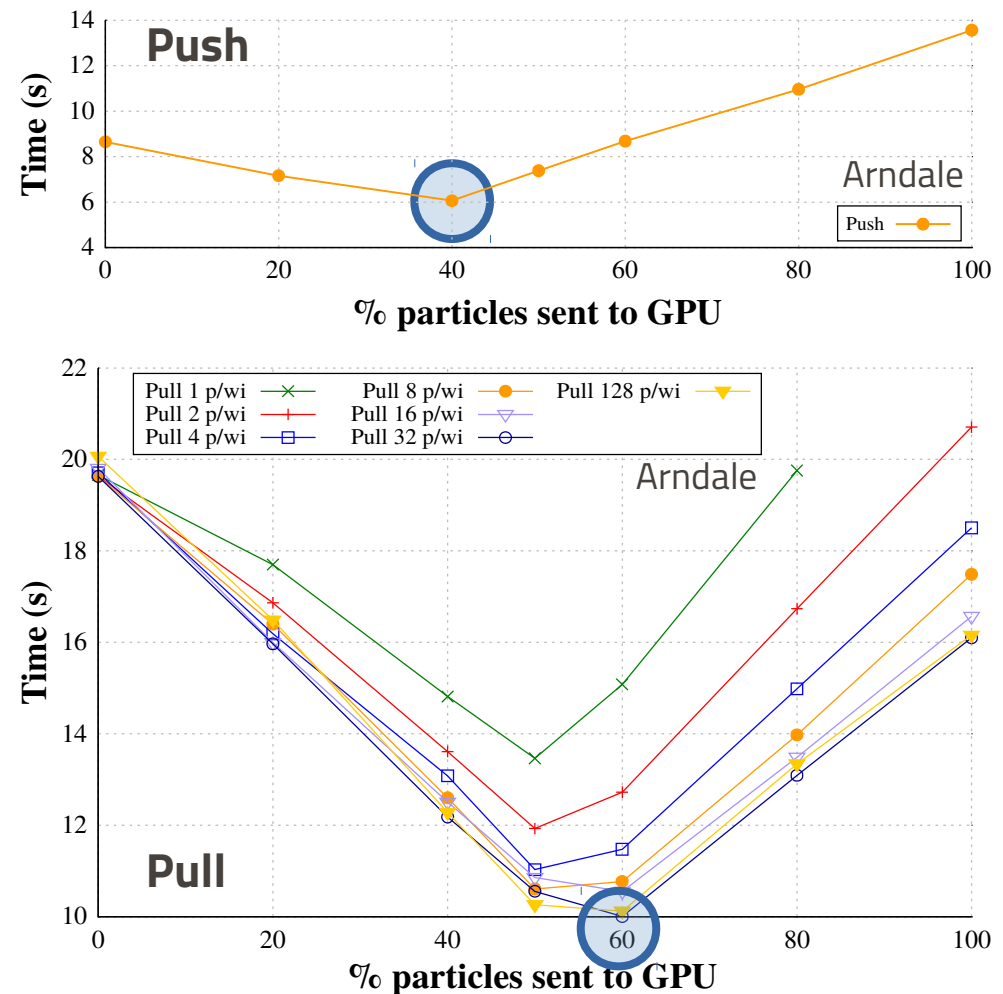 Push
14
12
10
8
6
4
Time (s)
Arndale
Push
0 20 40 60 80 100
% particles sent to GPU
22
20
18
16
14
12
10
Time (s)
Pull 1 p/wi Pull 8 p/wi Pull 128 p/wi
Pull 2 p/wi Pull 16 p/wi
Pull 4 p/wi Pull 32 p/wi
Arndale
Pull
0 20 40 60 80 100
% particles sent to GPU